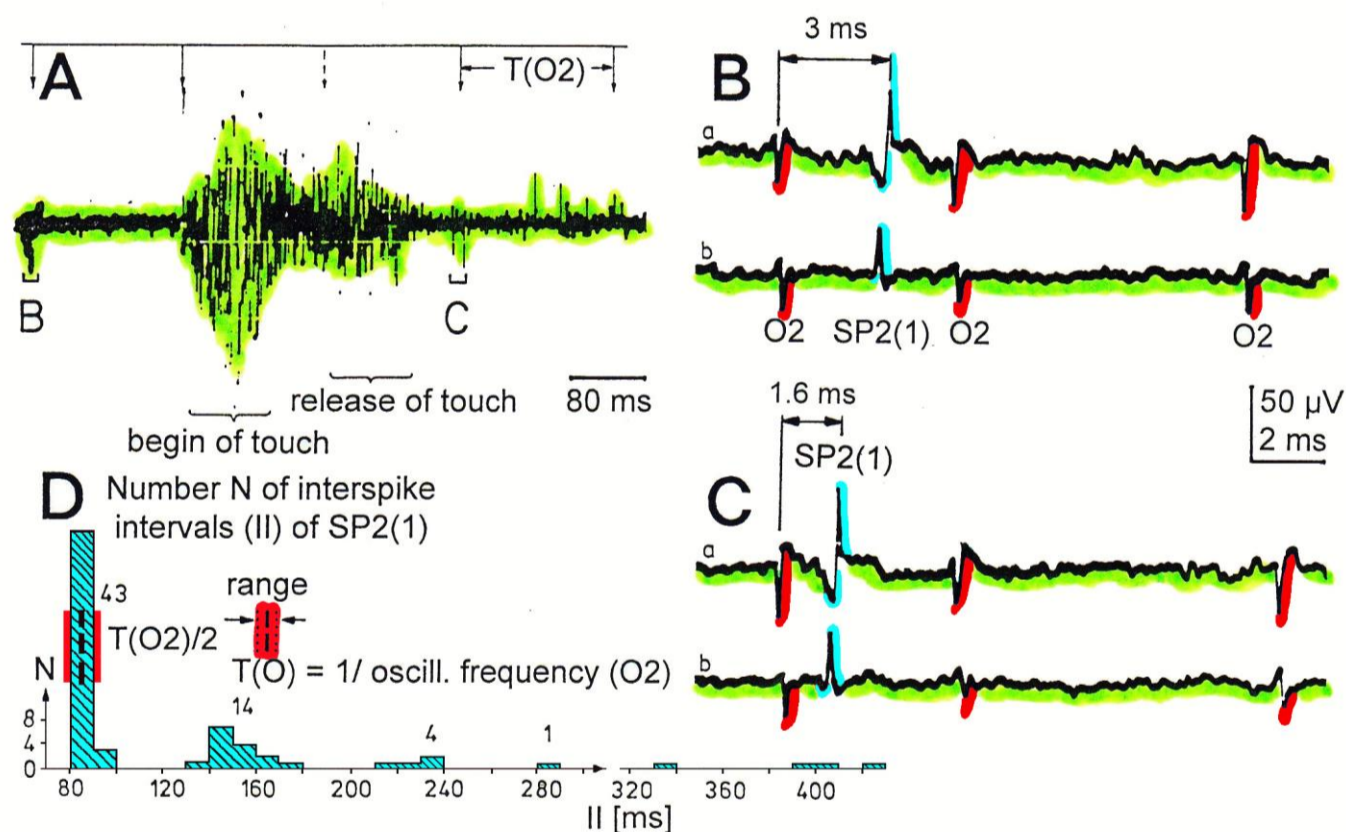 A
T(O2)
B
C
begin of touch
release of touch
80 ms
3 ms
B
a
b
O2
SP2(1)
O2
O2
50 µV
2 ms
1.6 ms
SP2(1)
C
a
b
D
Number N of interspike
intervals (II) of SP2(1)
43
T(O2)/2
range
T(O) = 1/ oscill. frequency (O2)
N
8
4
0
14
4
1
80 120 160 200 240 280 320 360 400
II [ms]